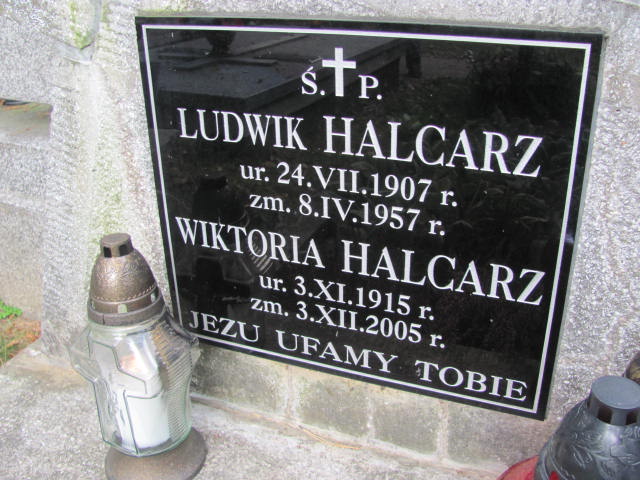 Ś. P.
LUDWIK HALCARZ
ur. 24.VII.1907 r.
zm. 8.IV.1957 r.
WIKTORIA HALCARZ
ur. 3.XI.1915 r.
zm. 3.XII.2005 r.
JEZU UFAMY TOBIE